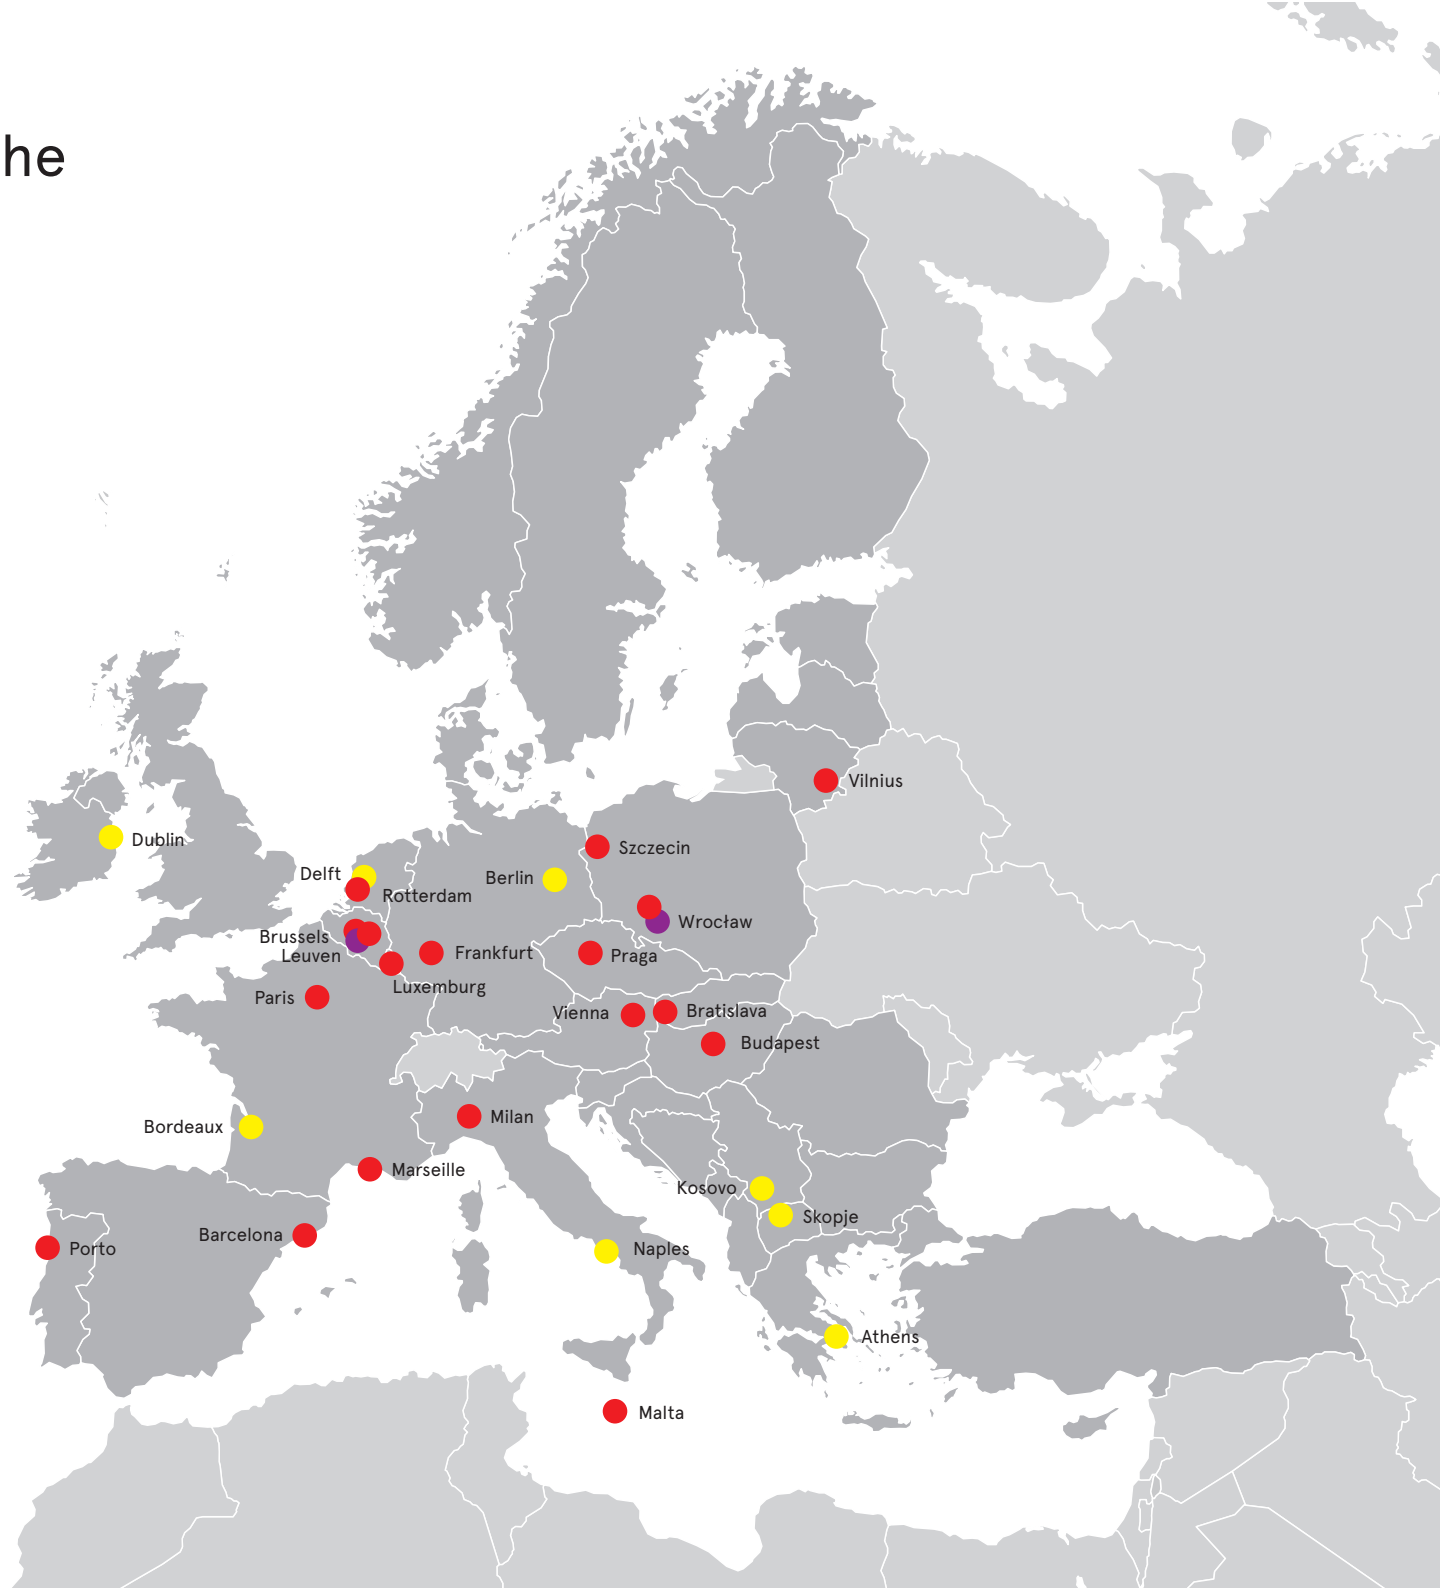 he
Vilnius
Dublin
Szczecin
Delft
Berlin
Rotterdam
Wrocław
Brussels
Leuven
Frankfurt
Praga
Luxemburg
Paris
Vienna
Bratislava
Budapest
Milan
Bordeaux
Marseille
Kosovo
Skopje
Barcelona
Porto
Naples
Athens
Malta